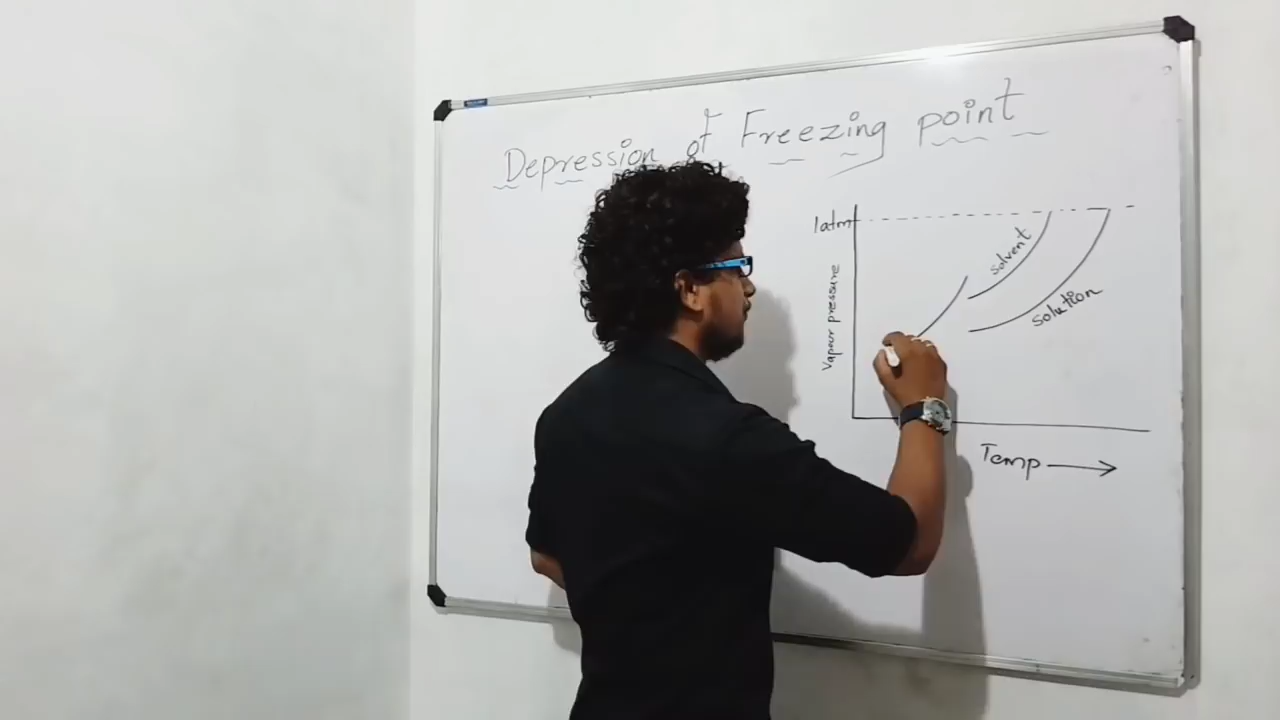 Depression of Freezing point
1atm
solvent
Vapour pressure
solution
Temp